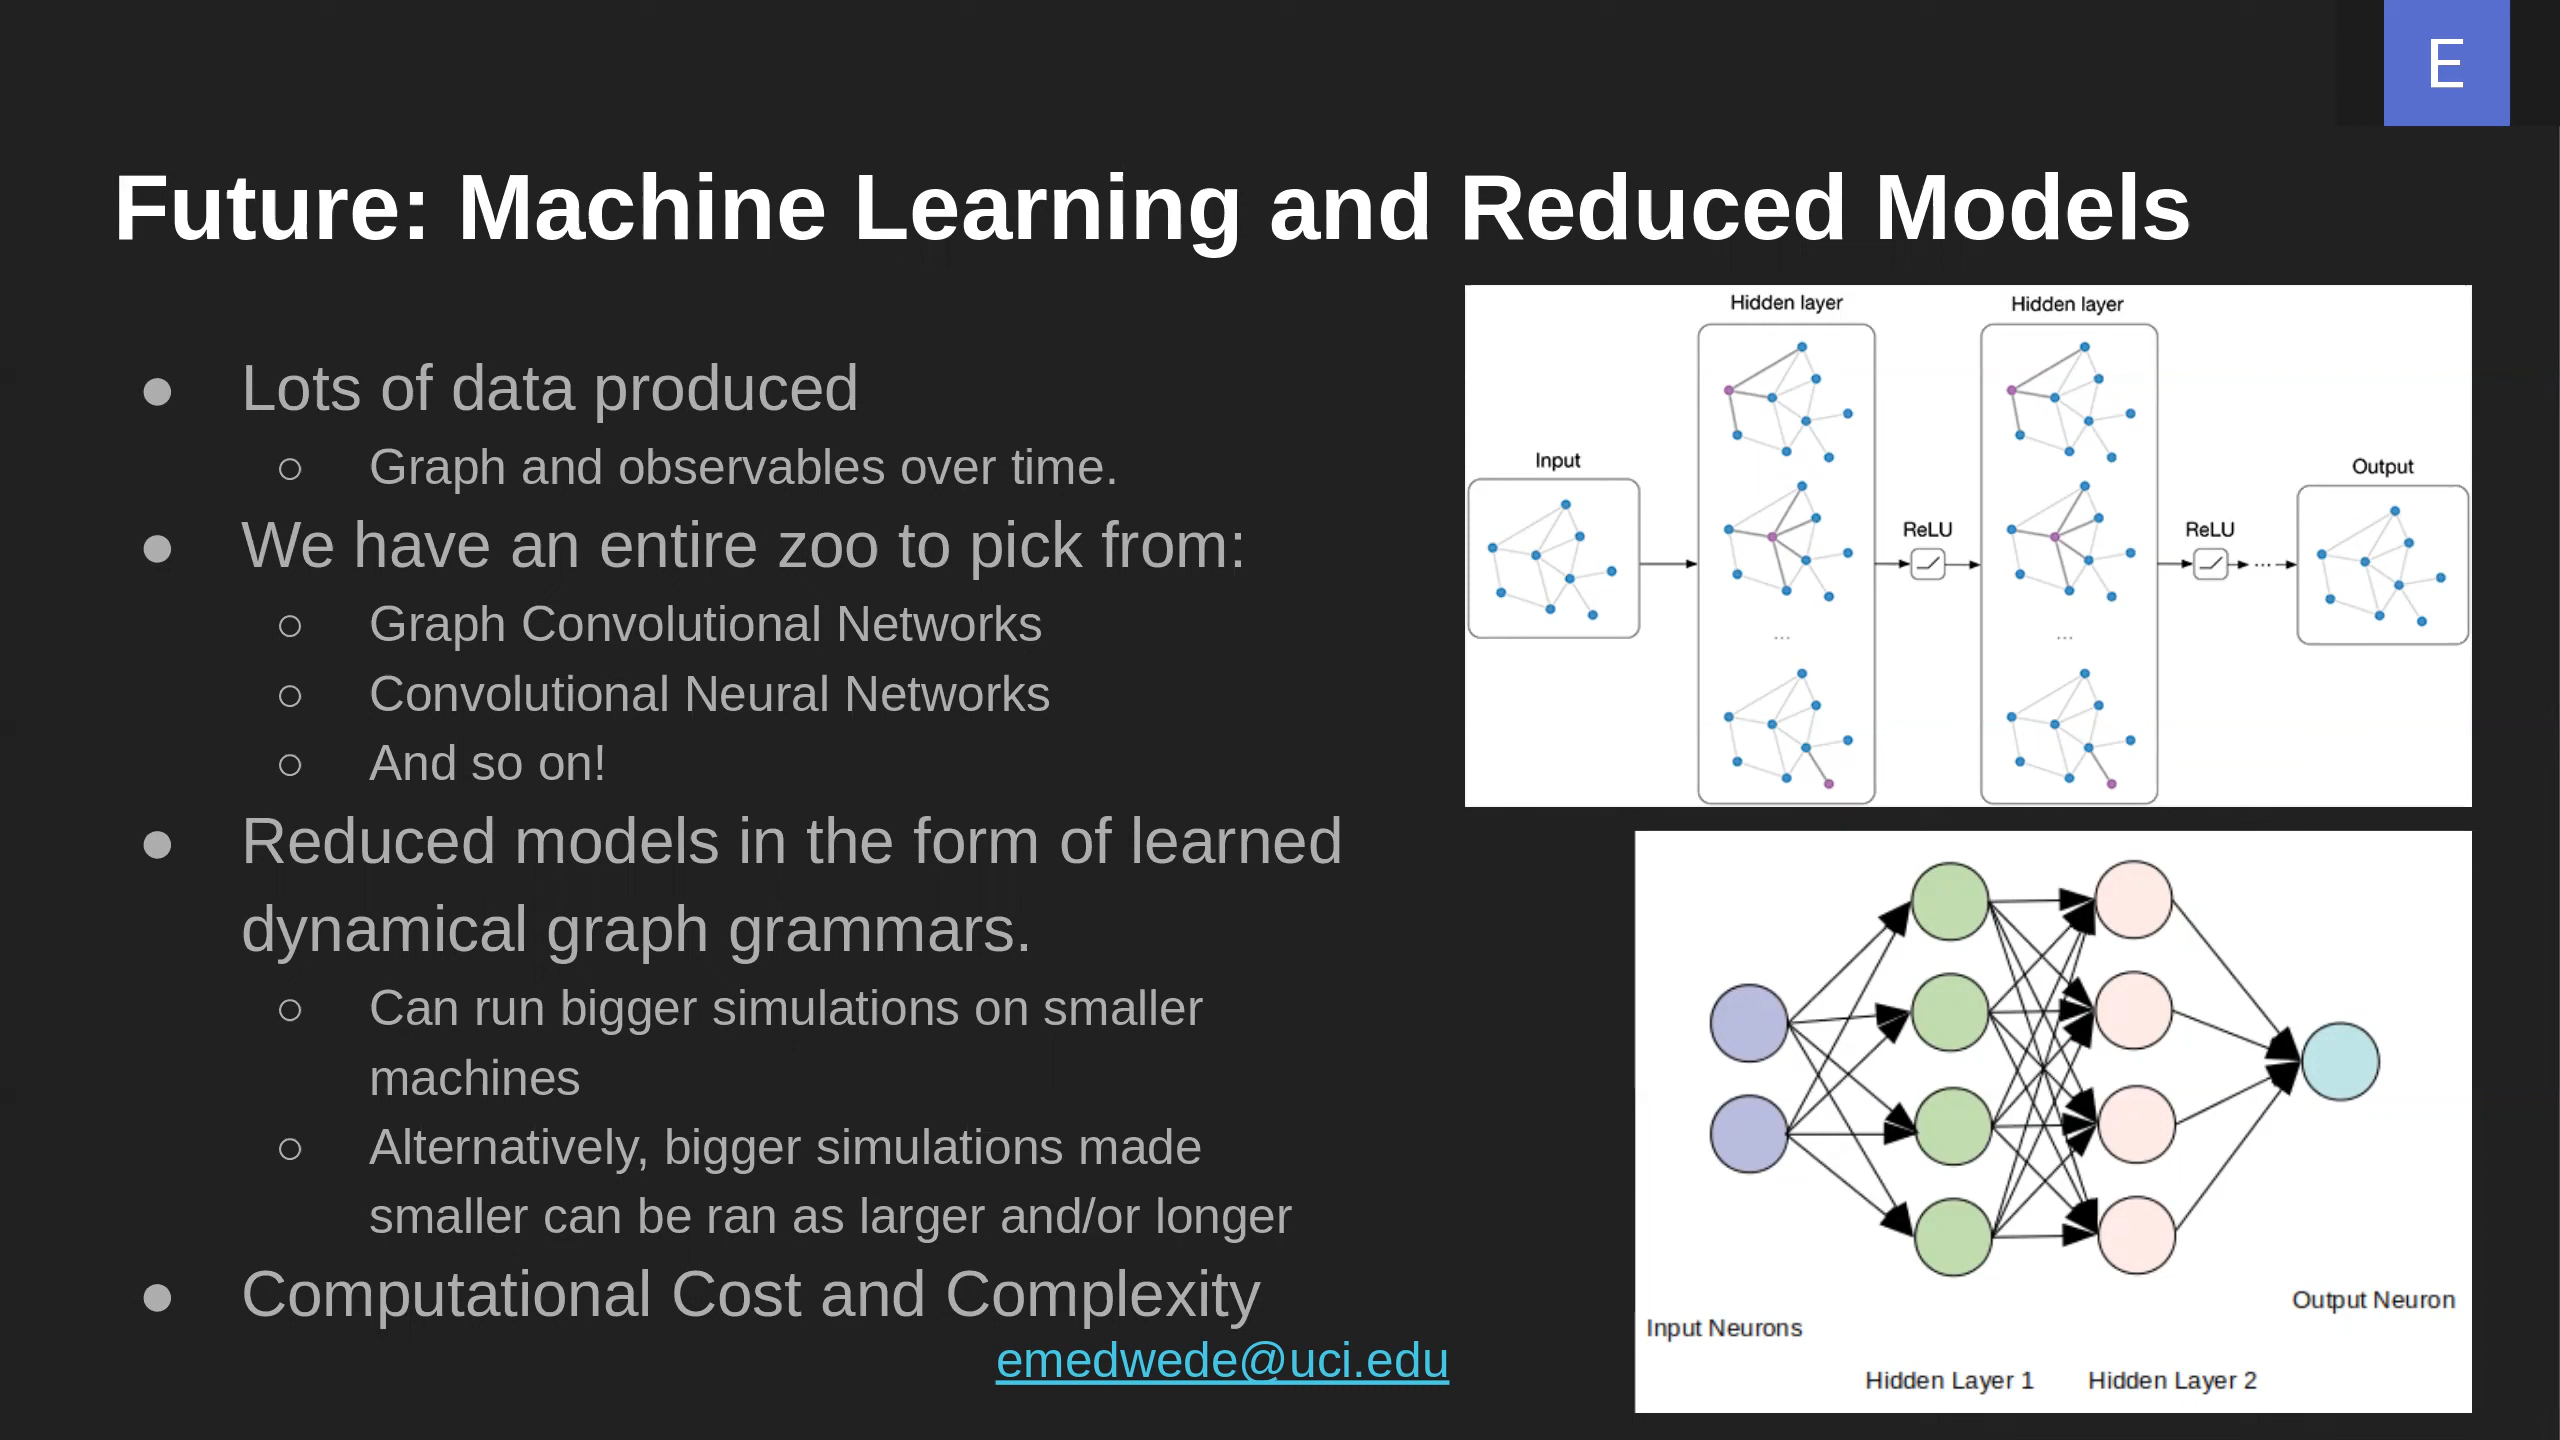 E
Future: Machine Learning and Reduced Models
● Lots of data produced
○ Graph and observables over time.
● We have an entire zoo to pick from:
○ Graph Convolutional Networks
○ Convolutional Neural Networks
○ And so on!
● Reduced models in the form of learned
dynamical graph grammars.
○ Can run bigger simulations on smaller
machines
○ Alternatively, bigger simulations made
smaller can be ran as larger and/or longer
● Computational Cost and Complexity
emedwede@uci.edu
Hidden layer
Hidden layer
Input
Output
ReLU
ReLU
...
...
...
Output Neuron
Input Neurons
Hidden Layer 1
Hidden Layer 2